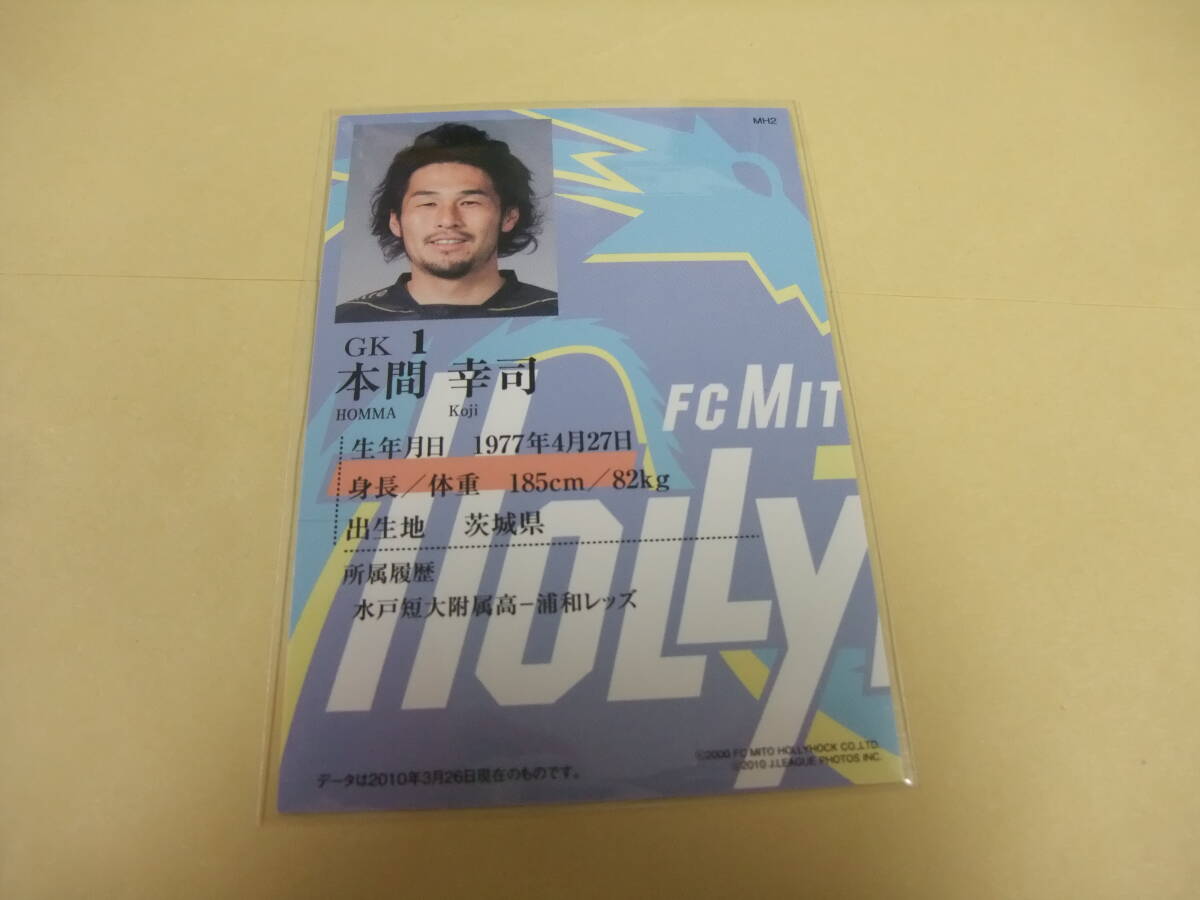 MH2
GK 1
本間 幸司
HOMMA Koji
生年月日 1977年4月27日
身長／体重 185cm／82kg
出生地 茨城県
所属履歴
水戸短大附属高－浦和レッズ
FC MIT
HOLLY
©2000 FC MITO HOLLYHOCK CO.,LTD.
©2010 J.LEAGUE PHOTOS INC.
データは2010年3月26日現在のものです。